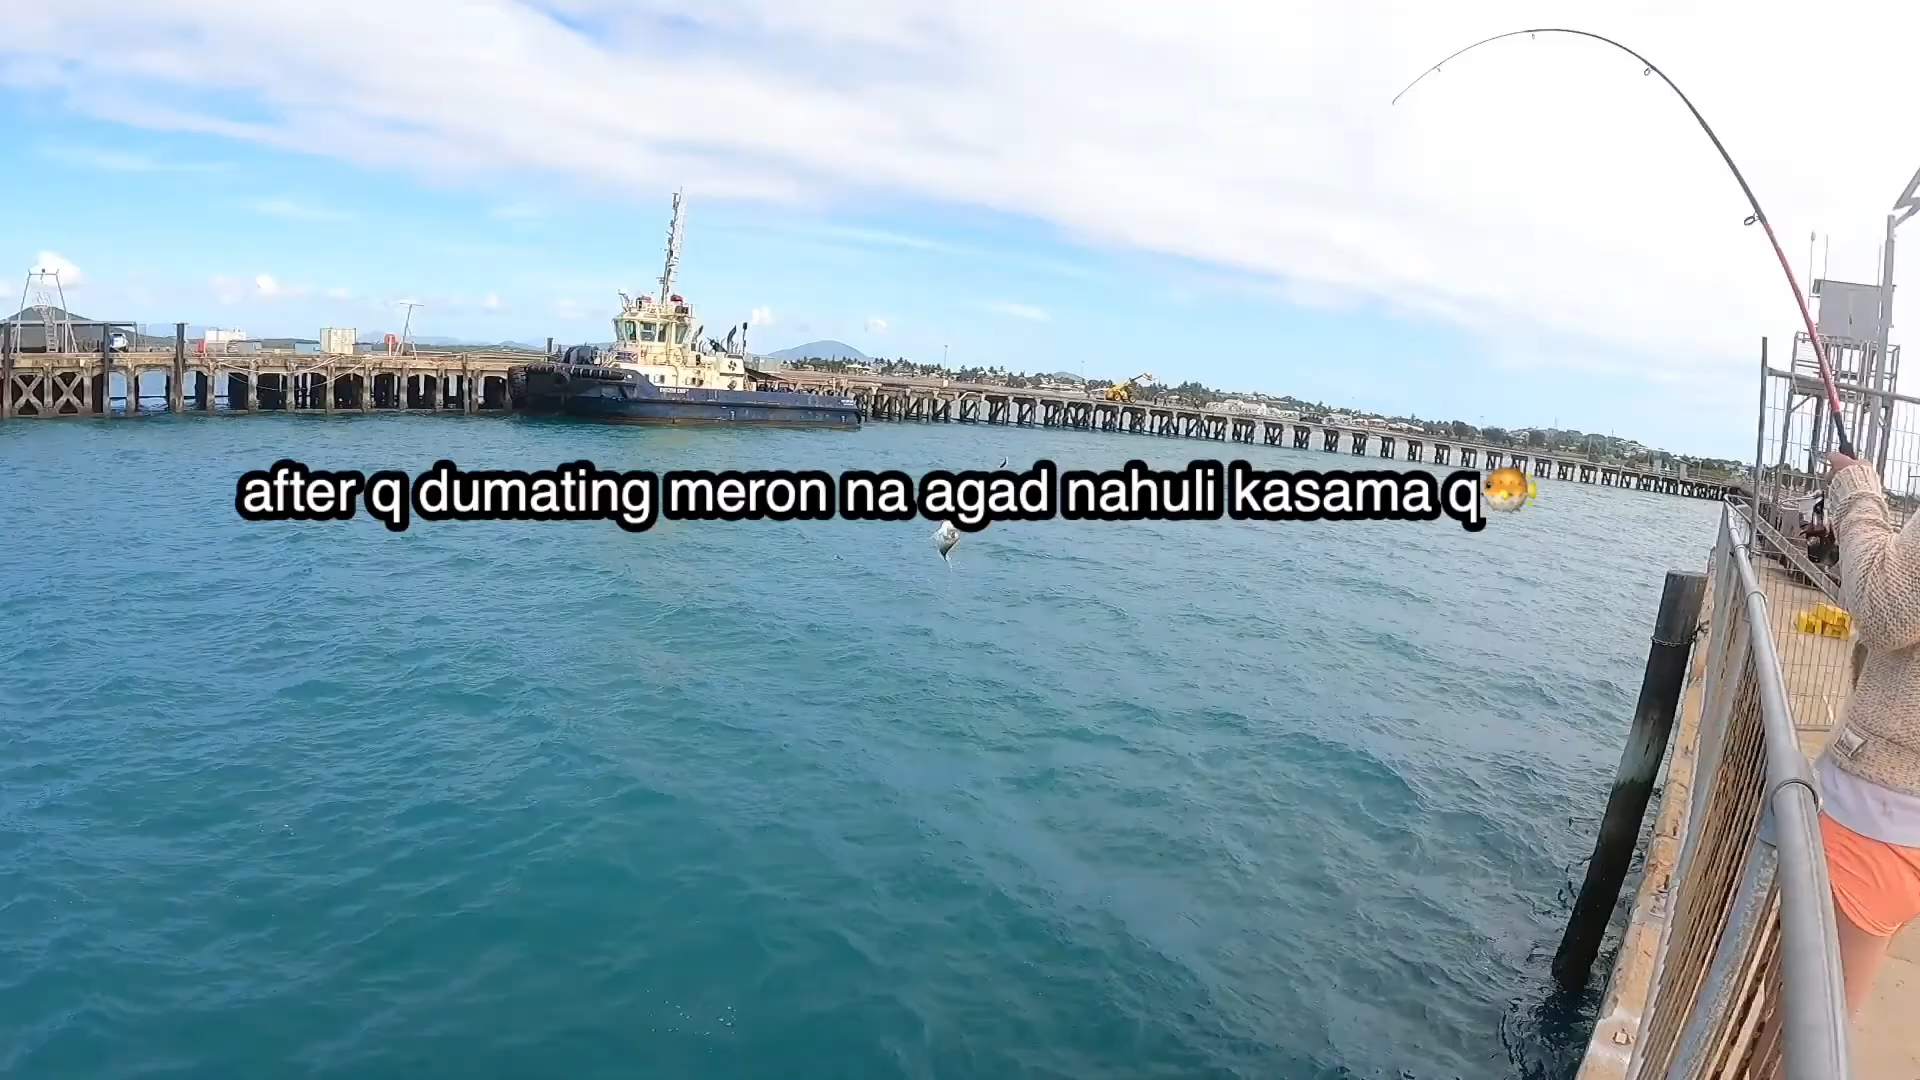 after q dumating meron na agad nahuli kasama q🐡